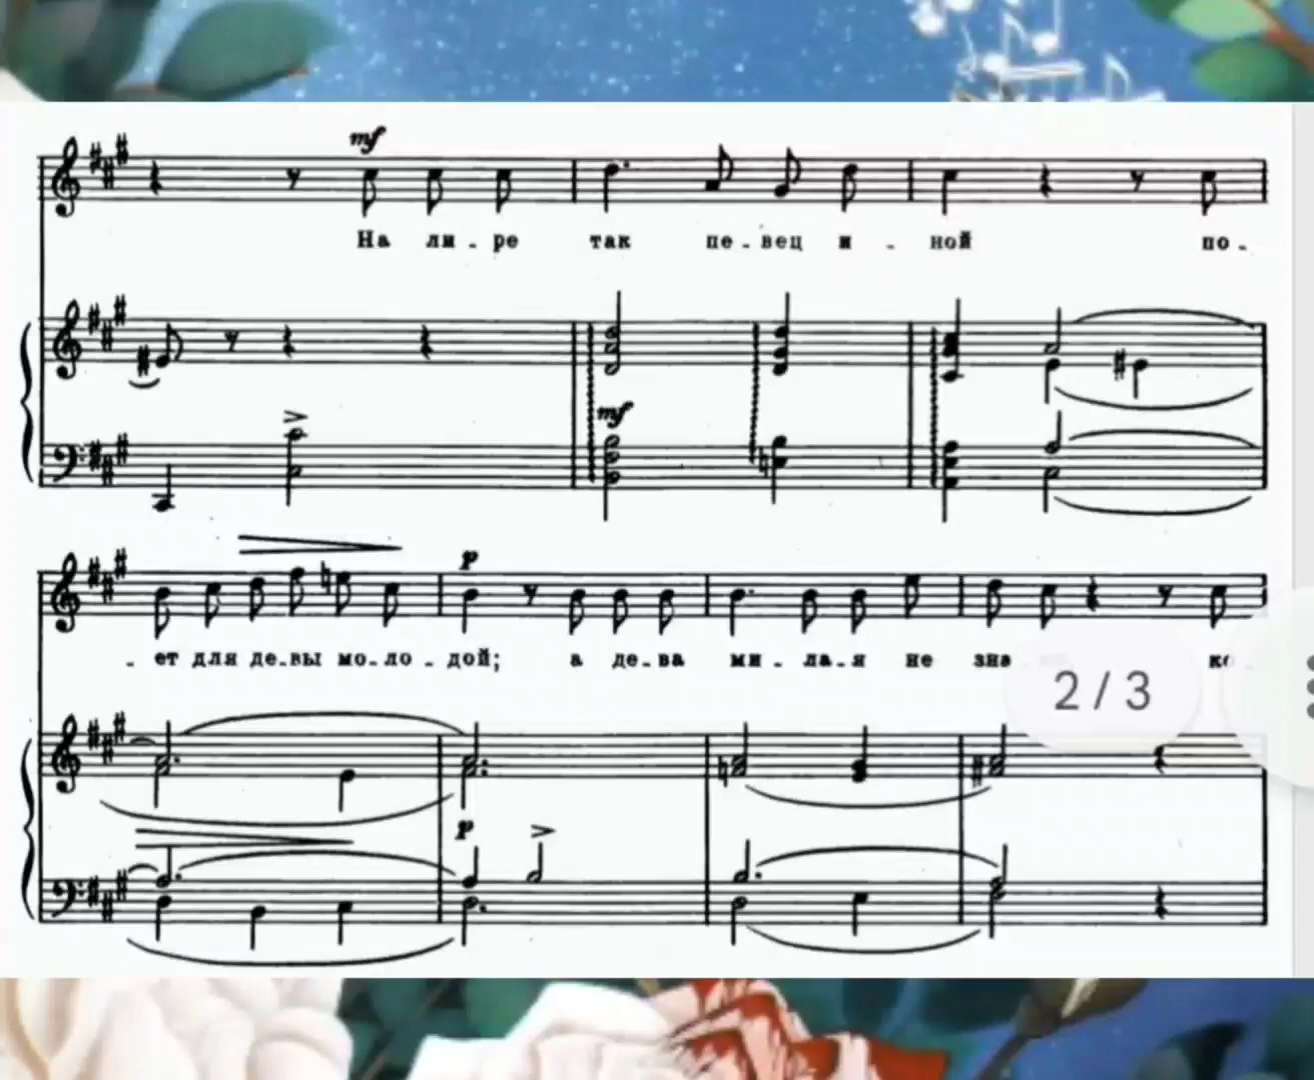 mf
На ли - ре так пе - вец и - ной по -
mf
p
- ет для де - вы мо - ло - дой; а де - ва ми - ла - я не
2 / 3
p